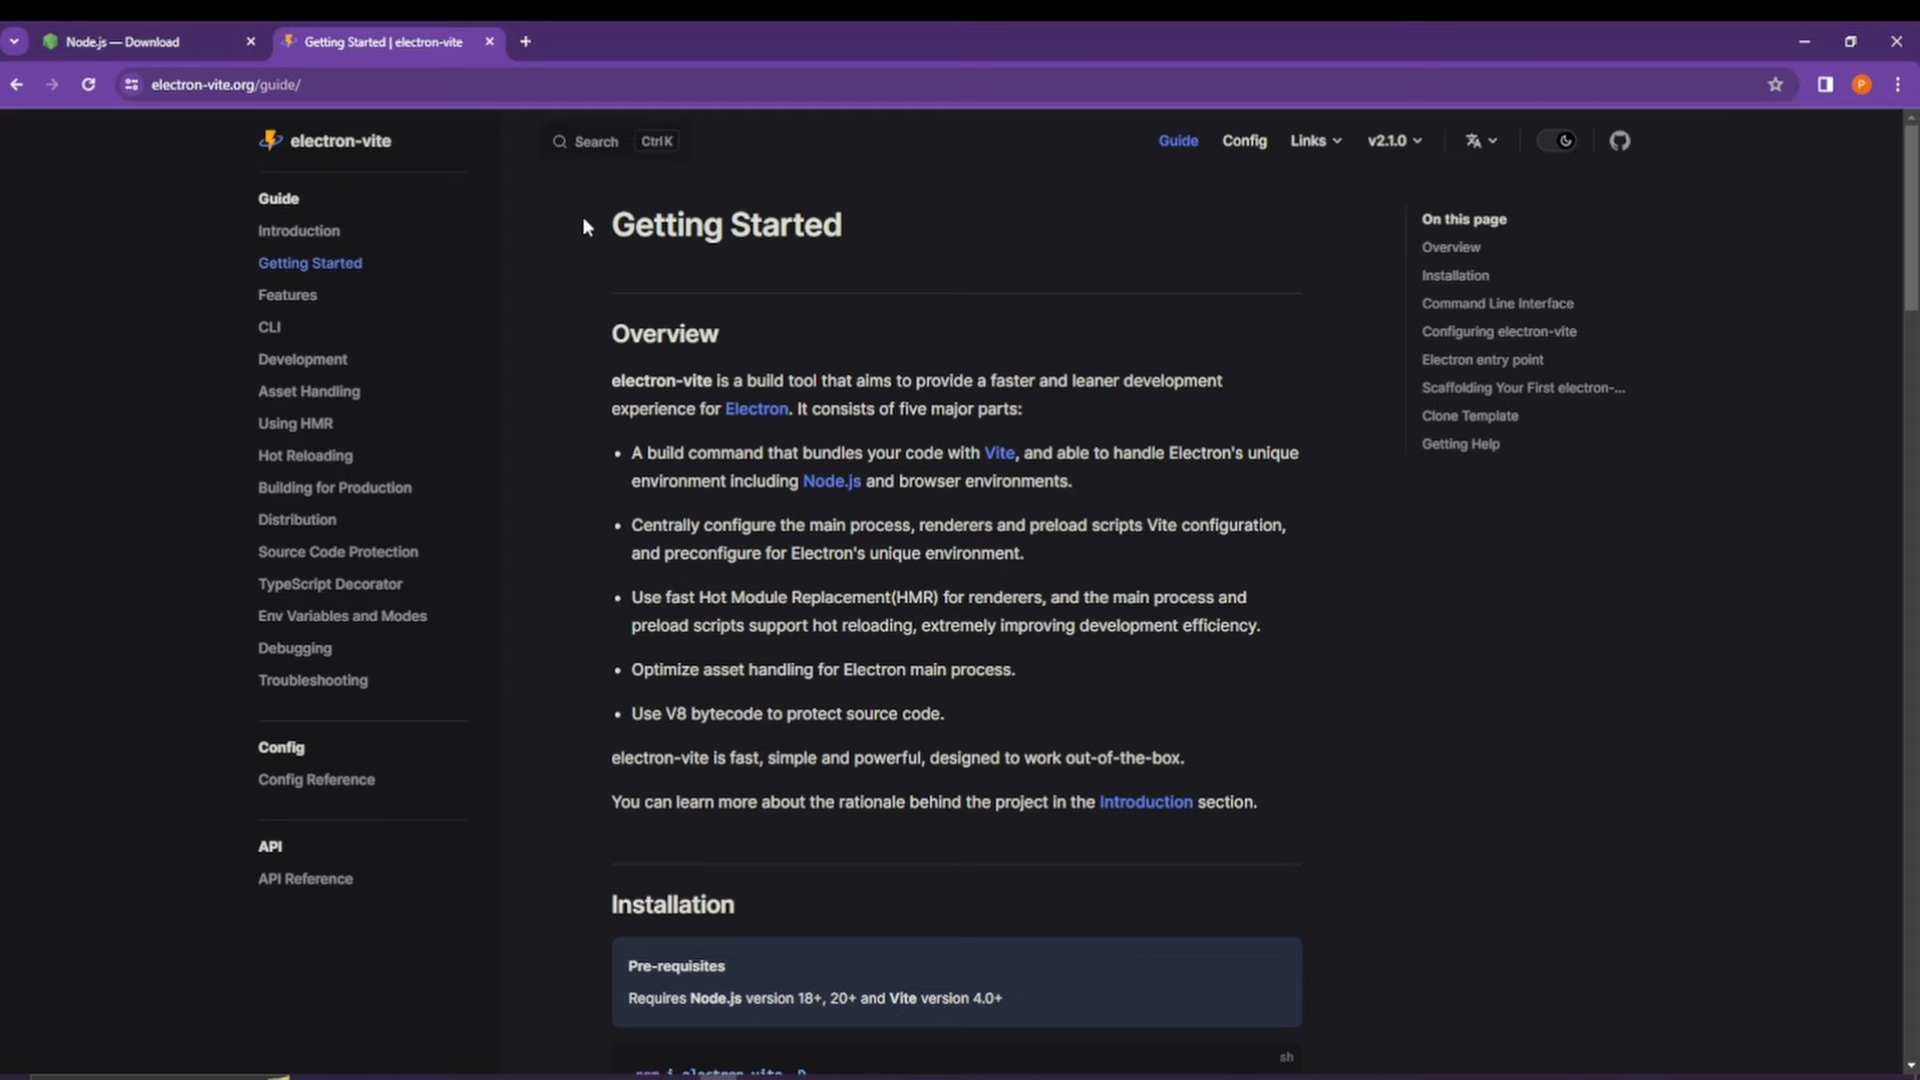 Node.js — Download
Getting Started | electron-vite
electron-vite.org/guide/
P
electron-vite
Search Ctrl K
Guide Config Links v2.1.0
Guide
Introduction
Getting Started
Features
CLI
Development
Asset Handling
Using HMR
Hot Reloading
Building for Production
Distribution
Source Code Protection
TypeScript Decorator
Env Variables and Modes
Debugging
Troubleshooting
Config
Config Reference
API
API Reference
Getting Started
Overview
electron-vite is a build tool that aims to provide a faster and leaner development
experience for Electron. It consists of five major parts:
• A build command that bundles your code with Vite, and able to handle Electron's unique
environment including Node.js and browser environments.
• Centrally configure the main process, renderers and preload scripts Vite configuration,
and preconfigure for Electron's unique environment.
• Use fast Hot Module Replacement(HMR) for renderers, and the main process and
preload scripts support hot reloading, extremely improving development efficiency.
• Optimize asset handling for Electron main process.
• Use V8 bytecode to protect source code.
electron-vite is fast, simple and powerful, designed to work out-of-the-box.
You can learn more about the rationale behind the project in the Introduction section.
Installation
Pre-requisites
Requires Node.js version 18+, 20+ and Vite version 4.0+
sh
npm i electron-vite -D
On this page
Overview
Installation
Command Line Interface
Configuring electron-vite
Electron entry point
Scaffolding Your First electron-...
Clone Template
Getting Help